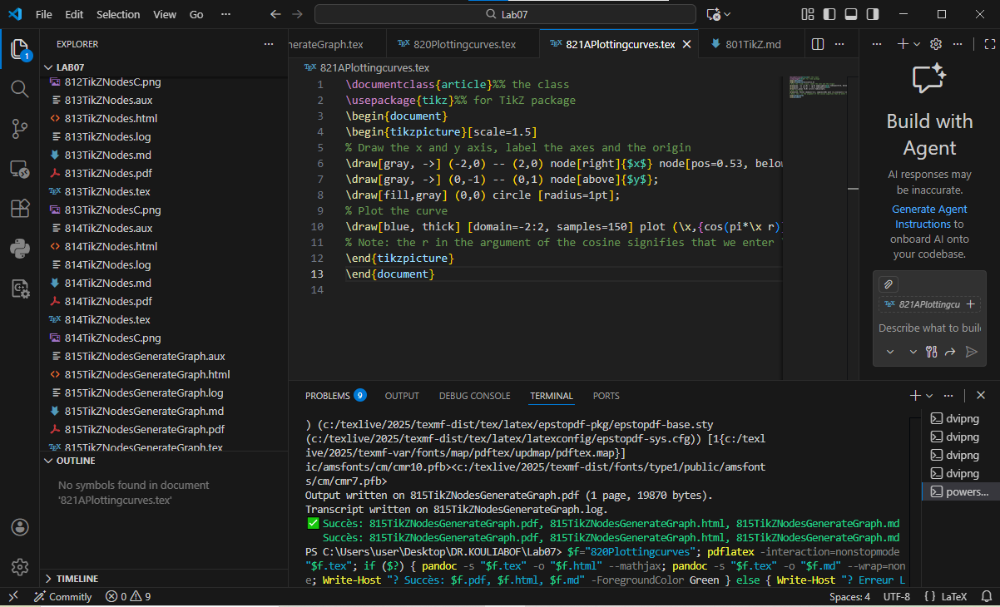 File Edit Selection View Go ··· Lab07
EXPLORER ···
LAB07
812TikZNodesC.png
813TikZNodes.aux
813TikZNodes.html
813TikZNodes.log
813TikZNodes.md
813TikZNodes.pdf
813TikZNodes.tex
813TikZNodesC.png
814TikZNodes.aux
814TikZNodes.html
814TikZNodes.log
814TikZNodes.md
814TikZNodes.pdf
814TikZNodes.tex
814TikZNodesC.png
815TikZNodesGenerateGraph.aux
815TikZNodesGenerateGraph.html
815TikZNodesGenerateGraph.log
815TikZNodesGenerateGraph.md
815TikZNodesGenerateGraph.pdf
815TikZNodesGenerateGraph.tex
OUTLINE
No symbols found in document
'821APlottingcurves.tex'
TIMELINE
1
nerateGraph.tex TEX 820Plottingcurves.tex TEX 821APlottingcurves.tex 801TikZ.md ···
TEX 821APlottingcurves.tex
1 \documentclass{article}%% the class
2 \usepackage{tikz}%% for TikZ package
3 \begin{document}
4 \begin{tikzpicture}[scale=1.5]
5 % Draw the x and y axis, label the axes and the origin
6 \draw[gray, ->] (-2,0) -- (2,0) node[right]{$x$} node[pos=0.53, belo
7 \draw[gray, ->] (0,-1) -- (0,1) node[above]{$y$};
8 \draw[fill,gray] (0,0) circle [radius=1pt];
9 % Plot the curve
10 \draw[blue, thick] [domain=-2:2, samples=150] plot (\x,{cos(pi*\x r)}
11 % Note: the r in the argument of the cosine signifies that we enter
12 \end{tikzpicture}
13 \end{document}
14
PROBLEMS 9 OUTPUT DEBUG CONSOLE TERMINAL PORTS
) (c:/texlive/2025/texmf-dist/tex/latex/epstopdf-pkg/epstopdf-base.sty
(c:/texlive/2025/texmf-dist/tex/latex/latexconfig/epstopdf-sys.cfg)) [1{c:/texl
ive/2025/texmf-var/fonts/map/pdftex/updmap/pdftex.map}]
ic/amsfonts/cm/cmr10.pfb><c:/texlive/2025/texmf-dist/fonts/type1/public/amsfont
s/cm/cmr7.pfb>
Output written on 815TikZNodesGenerateGraph.pdf (1 page, 19870 bytes).
Transcript written on 815TikZNodesGenerateGraph.log.
✅ Succès: 815TikZNodesGenerateGraph.pdf, 815TikZNodesGenerateGraph.html, 815TikZNodesGenerateGraph.md
Succès: 815TikZNodesGenerateGraph.pdf, 815TikZNodesGenerateGraph.html, 815TikZNodesGenerateGraph.md
PS C:\Users\user\Desktop\DR.KOULIABOF\Lab07> $f="820Plottingcurves"; pdflatex -interaction=nonstopmode
"$f.tex"; if ($?) { pandoc -s "$f.tex" -o "$f.html" --mathjax; pandoc -s "$f.tex" -o "$f.md" --wrap=non
e; Write-Host "? Succès: $f.pdf, $f.html, $f.md" -ForegroundColor Green } else { Write-Host "? Erreur L
dvipng
dvipng
dvipng
dvipng
powers...
Build with
Agent
AI responses may
be inaccurate.
Generate Agent
Instructions to
onboard AI onto
your codebase.
TEX 821APlottingcu
Describe what to buil
Commitly 0 9
Spaces: 4 UTF-8 {} LaTeX